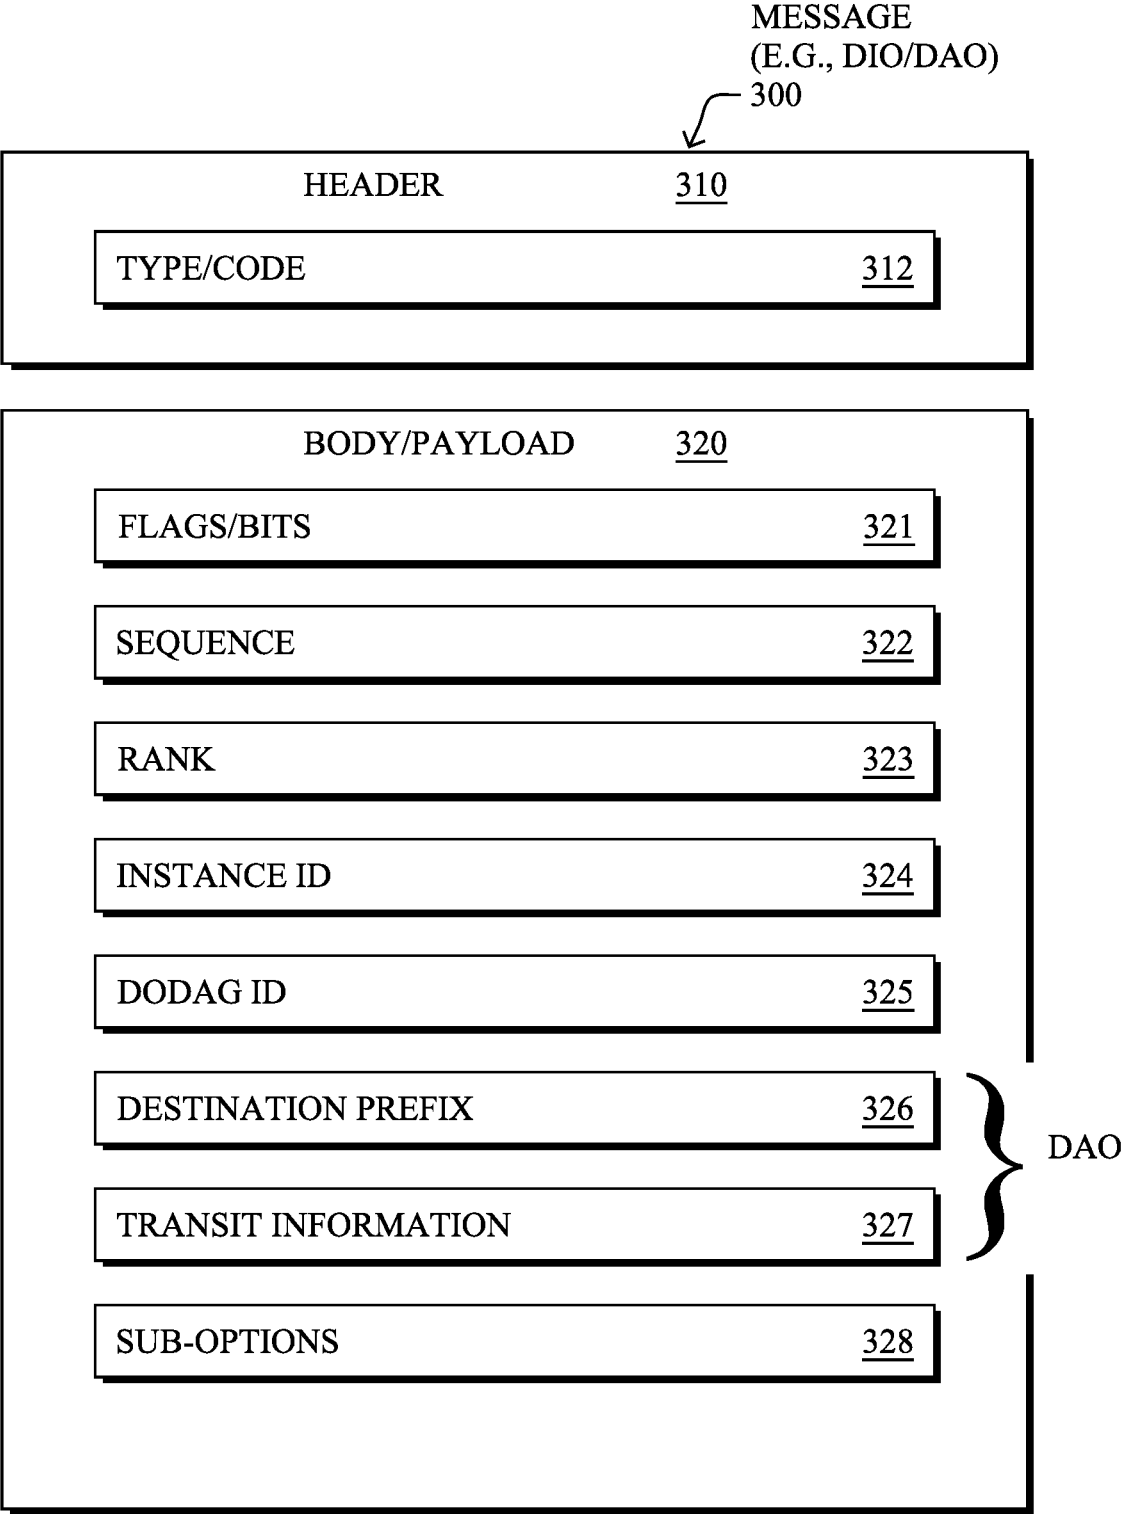 MESSAGE
(E.G., DIO/DAO)
300
HEADER 310
TYPE/CODE 312
BODY/PAYLOAD 320
FLAGS/BITS 321
SEQUENCE 322
RANK 323
INSTANCE ID 324
DODAG ID 325
DESTINATION PREFIX 326
DAO
TRANSIT INFORMATION 327
SUB-OPTIONS 328